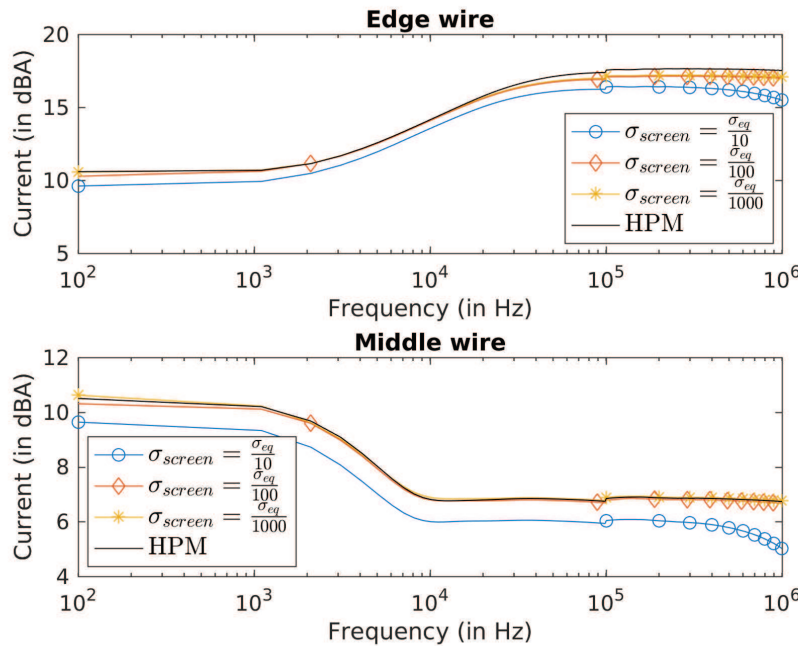 Edge wire
Current (in dBA)
20
15
10
5
σ_screen = σ_eq/10
σ_screen = σ_eq/100
σ_screen = σ_eq/1000
HPM
10^2 10^3 10^4 10^5 10^6
Frequency (in Hz)
Middle wire
Current (in dBA)
12
10
8
6
4
σ_screen = σ_eq/10
σ_screen = σ_eq/100
σ_screen = σ_eq/1000
HPM
10^2 10^3 10^4 10^5 10^6
Frequency (in Hz)